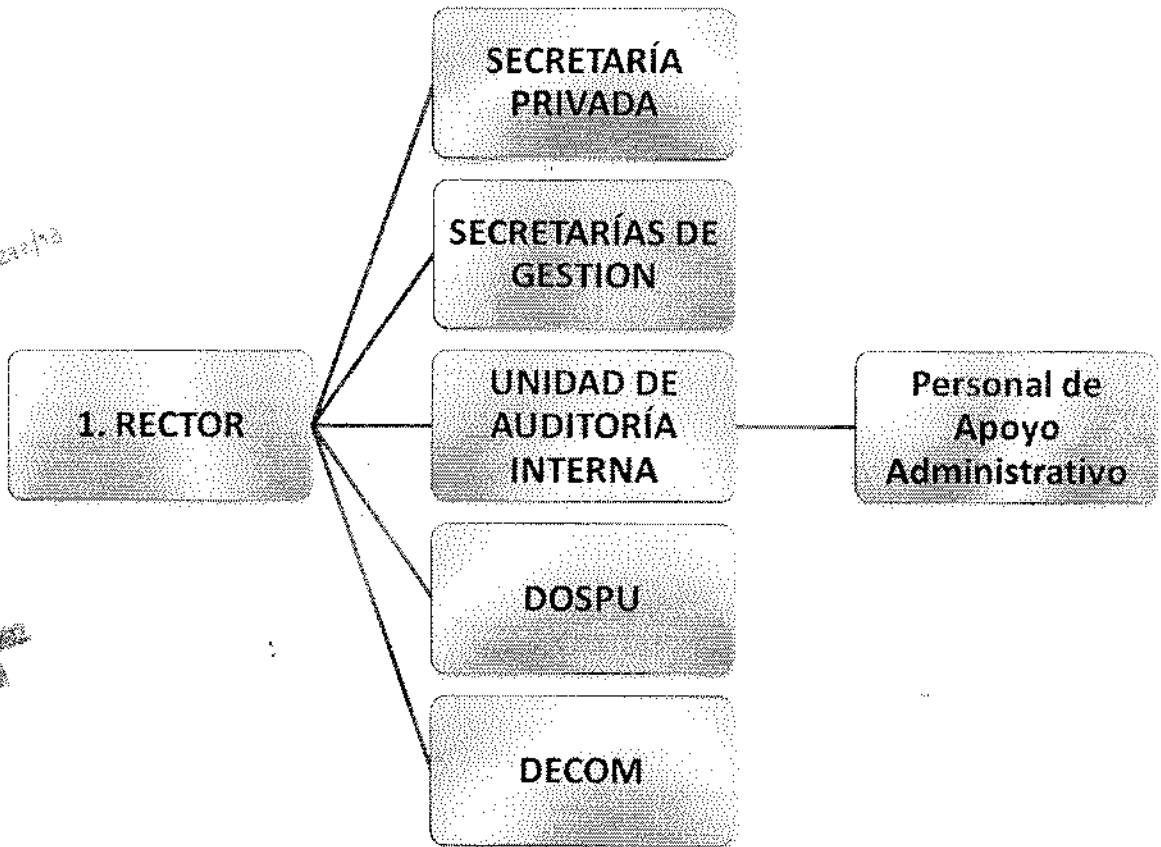 SECRETARÍA
PRIVADA
SECRETARÍAS DE
GESTION
1. RECTOR
UNIDAD DE
AUDITORÍA
INTERNA
Personal de
Apoyo
Administrativo
DOSPU
DECOM